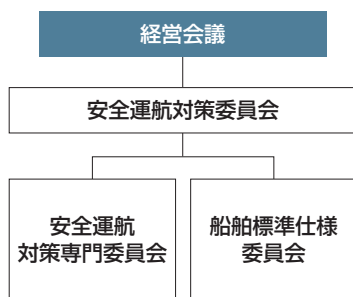 経営会議
安全運航対策委員会
安全運航
対策専門委員会
船舶標準仕様
委員会